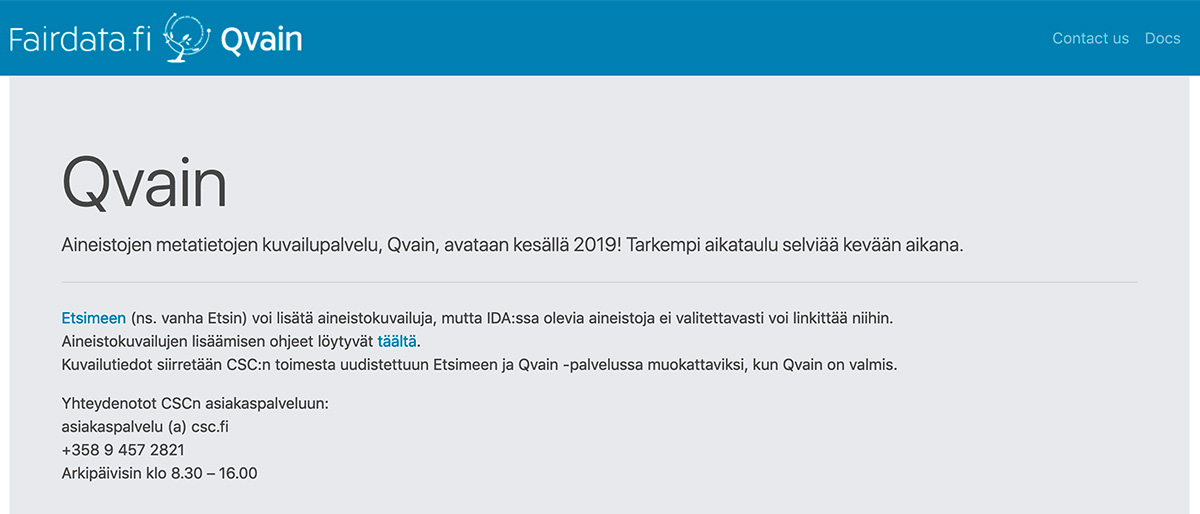 Fairdata.fi Qvain
Contact us Docs
Qvain
Aineistojen metatietojen kuvailupalvelu, Qvain, avataan kesällä 2019! Tarkempi aikataulu selviää kevään aikana.
Etsimeen (ns. vanha Etsin) voi lisätä aineistokuvailuja, mutta IDA:ssa olevia aineistoja ei valitettavasti voi linkittää niihin.
Aineistokuvailujen lisäämisen ohjeet löytyvät täältä.
Kuvailutiedot siirretään CSC:n toimesta uudistettuun Etsimeen ja Qvain -palvelussa muokattaviksi, kun Qvain on valmis.
Yhteydenotot CSCn asiakaspalveluun:
asiakaspalvelu (a) csc.fi
+358 9 457 2821
Arkipäivisin klo 8.30 – 16.00